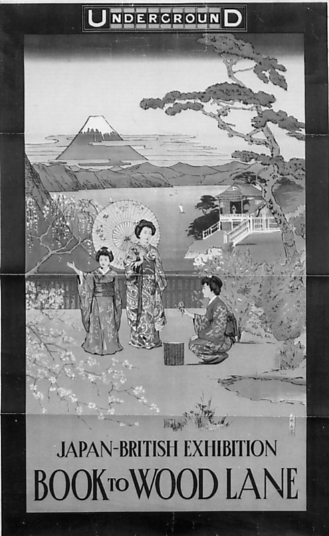 UNDERGROUND
JAPAN-BRITISH EXHIBITION
BOOK TO WOOD LANE